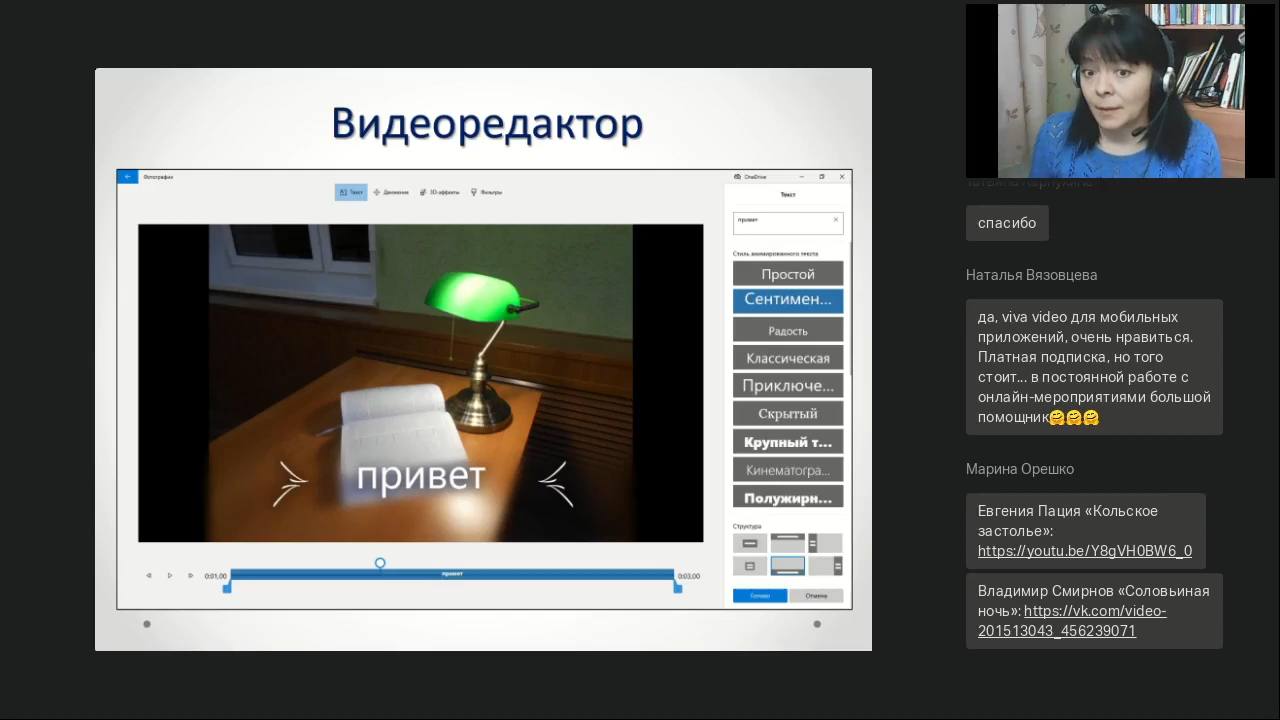 Видеоредактор
Фотографии
OneDrive
Текст
Движение
3D-эффекты
Фильтры
Текст
привет
Стиль анимированного текста
Простой
Сентимен...
Радость
Классическая
Приключе...
Скрытый
Крупный т...
Кинематогра...
Полужирн...
Структура
привет
0:01,00
привет
0:03,00
Готово
Отмена
спасибо
Наталья Вязовцева
да, viva video для мобильных
приложений, очень нравиться.
Платная подписка, но того
стоит... в постоянной работе с
онлайн-мероприятиями большой
помощник🤗🤗🤗
Марина Орешко
Евгения Пация «Кольское
застолье»:
https://youtu.be/Y8gVH0BW6_0
Владимир Смирнов «Соловьиная
ночь»: https://vk.com/video-
201513043_456239071